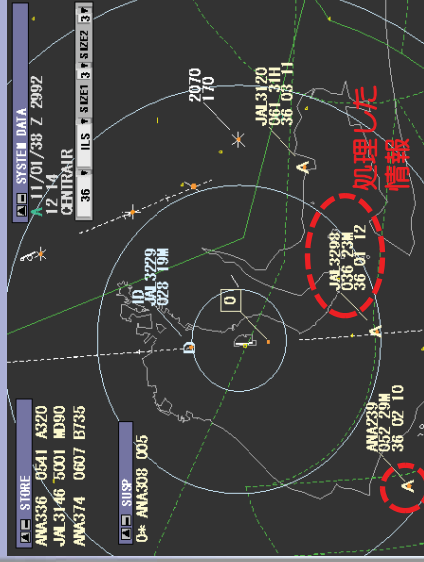 STORE
ANA336 0541 A320
JAL3146 5001 MD90
ANA374 0607 B735
SUSP
0* ANA308 005
SYSTEM DATA
A 11/01/38 Z 2992
12 14
CENTRAIR
36 ILS SIZE1 3 SIZE2 3
ID
JAL3229
028 19M
D
0
2070
170
JAL3120
061 31H
36 03 11
A
JAL3298
036 23M
36 01 12
A
ANA239
052 29M
36 02 10
A
処理した
情報